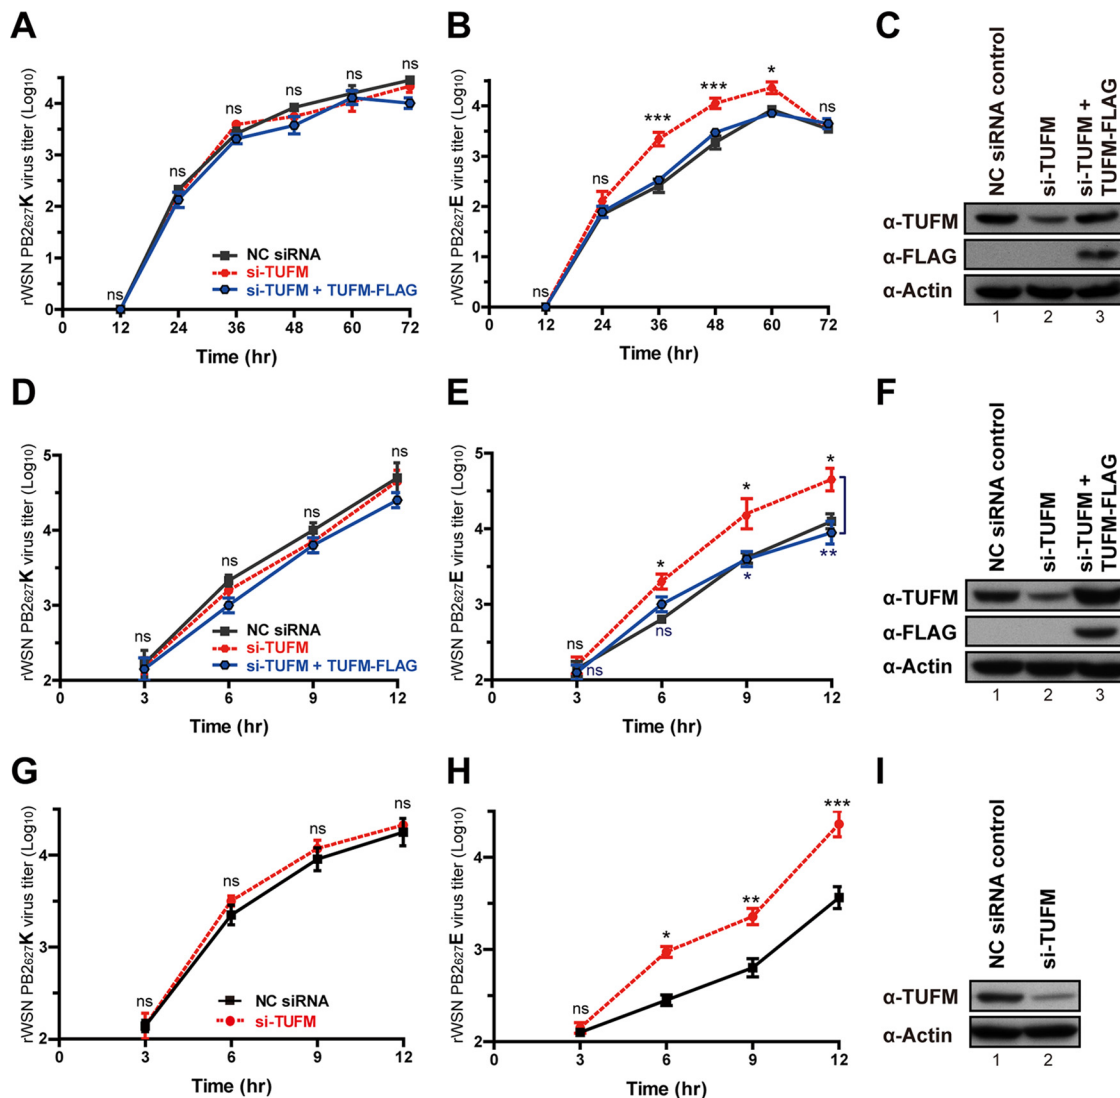 A
rWSN PB2627K virus titer (Log10)
4
3
2
1
0
ns
ns
ns
ns
ns
ns
NC siRNA
si-TUFM
si-TUFM + TUFM-FLAG
0 12 24 36 48 60 72
Time (hr)
B
rWSN PB2627E virus titer (Log10)
5
4
3
2
1
0
ns
ns
***
***
*
ns
0 12 24 36 48 60 72
Time (hr)
C
NC siRNA control
si-TUFM
si-TUFM +
TUFM-FLAG
α-TUFM
α-FLAG
α-Actin
1 2 3
D
rWSN PB2627K virus titer (Log10)
5
4
3
2
ns
ns
ns
ns
NC siRNA
si-TUFM
si-TUFM + TUFM-FLAG
0 3 6 9 12
Time (hr)
E
rWSN PB2627E virus titer (Log10)
5
4
3
2
ns
*
*
*
ns
ns
*
**
0 3 6 9 12
Time (hr)
F
NC siRNA control
si-TUFM
si-TUFM +
TUFM-FLAG
α-TUFM
α-FLAG
α-Actin
1 2 3
G
rWSN PB2627K virus titer (Log10)
4
3
2
ns
ns
ns
ns
NC siRNA
si-TUFM
0 3 6 9 12
Time (hr)
H
rWSN PB2627E virus titer (Log10)
4
3
2
ns
*
**
***
0 3 6 9 12
Time (hr)
I
NC siRNA control
si-TUFM
α-TUFM
α-Actin
1 2